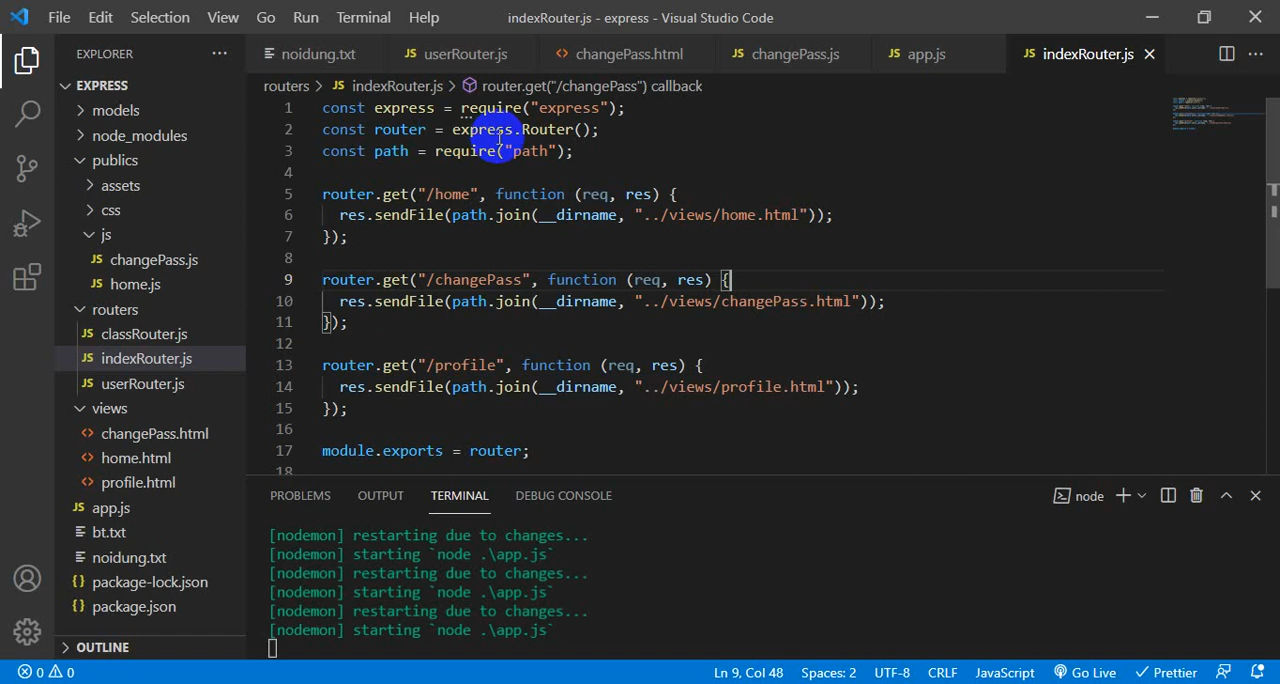 File Edit Selection View Go Run Terminal Help indexRouter.js - express - Visual Studio Code
EXPLORER
noidung.txt userRouter.js changePass.html changePass.js app.js indexRouter.js
routers > indexRouter.js > router.get("/changePass") callback
EXPRESS
models
node_modules
publics
assets
css
js
changePass.js
home.js
routers
classRouter.js
indexRouter.js
userRouter.js
views
changePass.html
home.html
profile.html
app.js
bt.txt
noidung.txt
package-lock.json
package.json
OUTLINE
1 const express = require("express");
2 const router = express.Router();
3 const path = require("path");
4
5 router.get("/home", function (req, res) {
6 res.sendFile(path.join(__dirname, "../views/home.html"));
7 });
8
9 router.get("/changePass", function (req, res) {
10 res.sendFile(path.join(__dirname, "../views/changePass.html"));
11 });
12
13 router.get("/profile", function (req, res) {
14 res.sendFile(path.join(__dirname, "../views/profile.html"));
15 });
16
17 module.exports = router;
18
PROBLEMS OUTPUT TERMINAL DEBUG CONSOLE node
[nodemon] restarting due to changes...
[nodemon] starting `node .\app.js`
[nodemon] restarting due to changes...
[nodemon] starting `node .\app.js`
[nodemon] restarting due to changes...
[nodemon] starting `node .\app.js`
0 0 Ln 9, Col 48 Spaces: 2 UTF-8 CRLF JavaScript Go Live Prettier